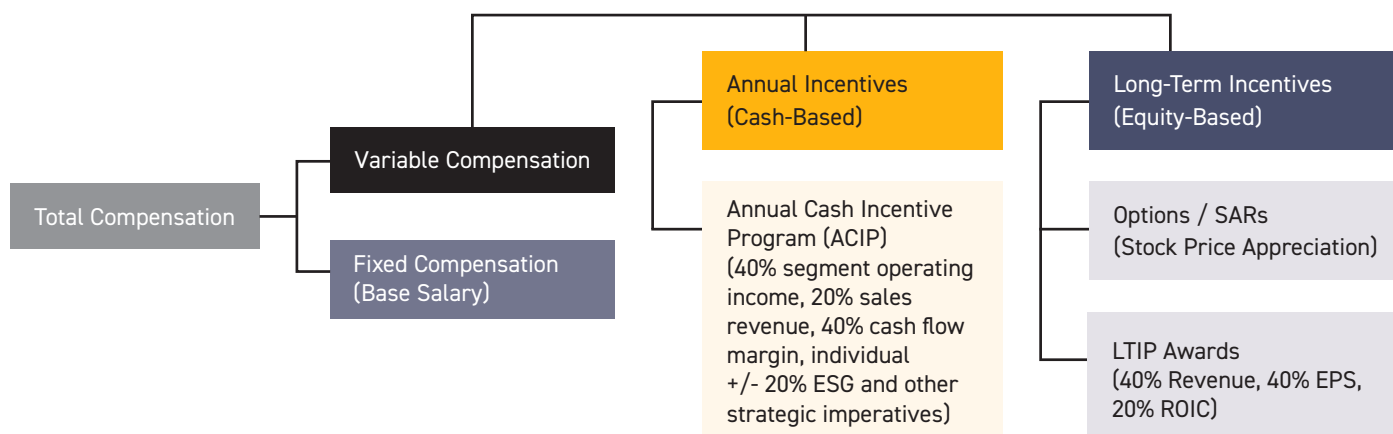 Total Compensation
Variable Compensation
Fixed Compensation
(Base Salary)
Annual Incentives
(Cash-Based)
Annual Cash Incentive
Program (ACIP)
(40% segment operating
income, 20% sales
revenue, 40% cash flow
margin, individual
+/- 20% ESG and other
strategic imperatives)
Long-Term Incentives
(Equity-Based)
Options / SARs
(Stock Price Appreciation)
LTIP Awards
(40% Revenue, 40% EPS,
20% ROIC)